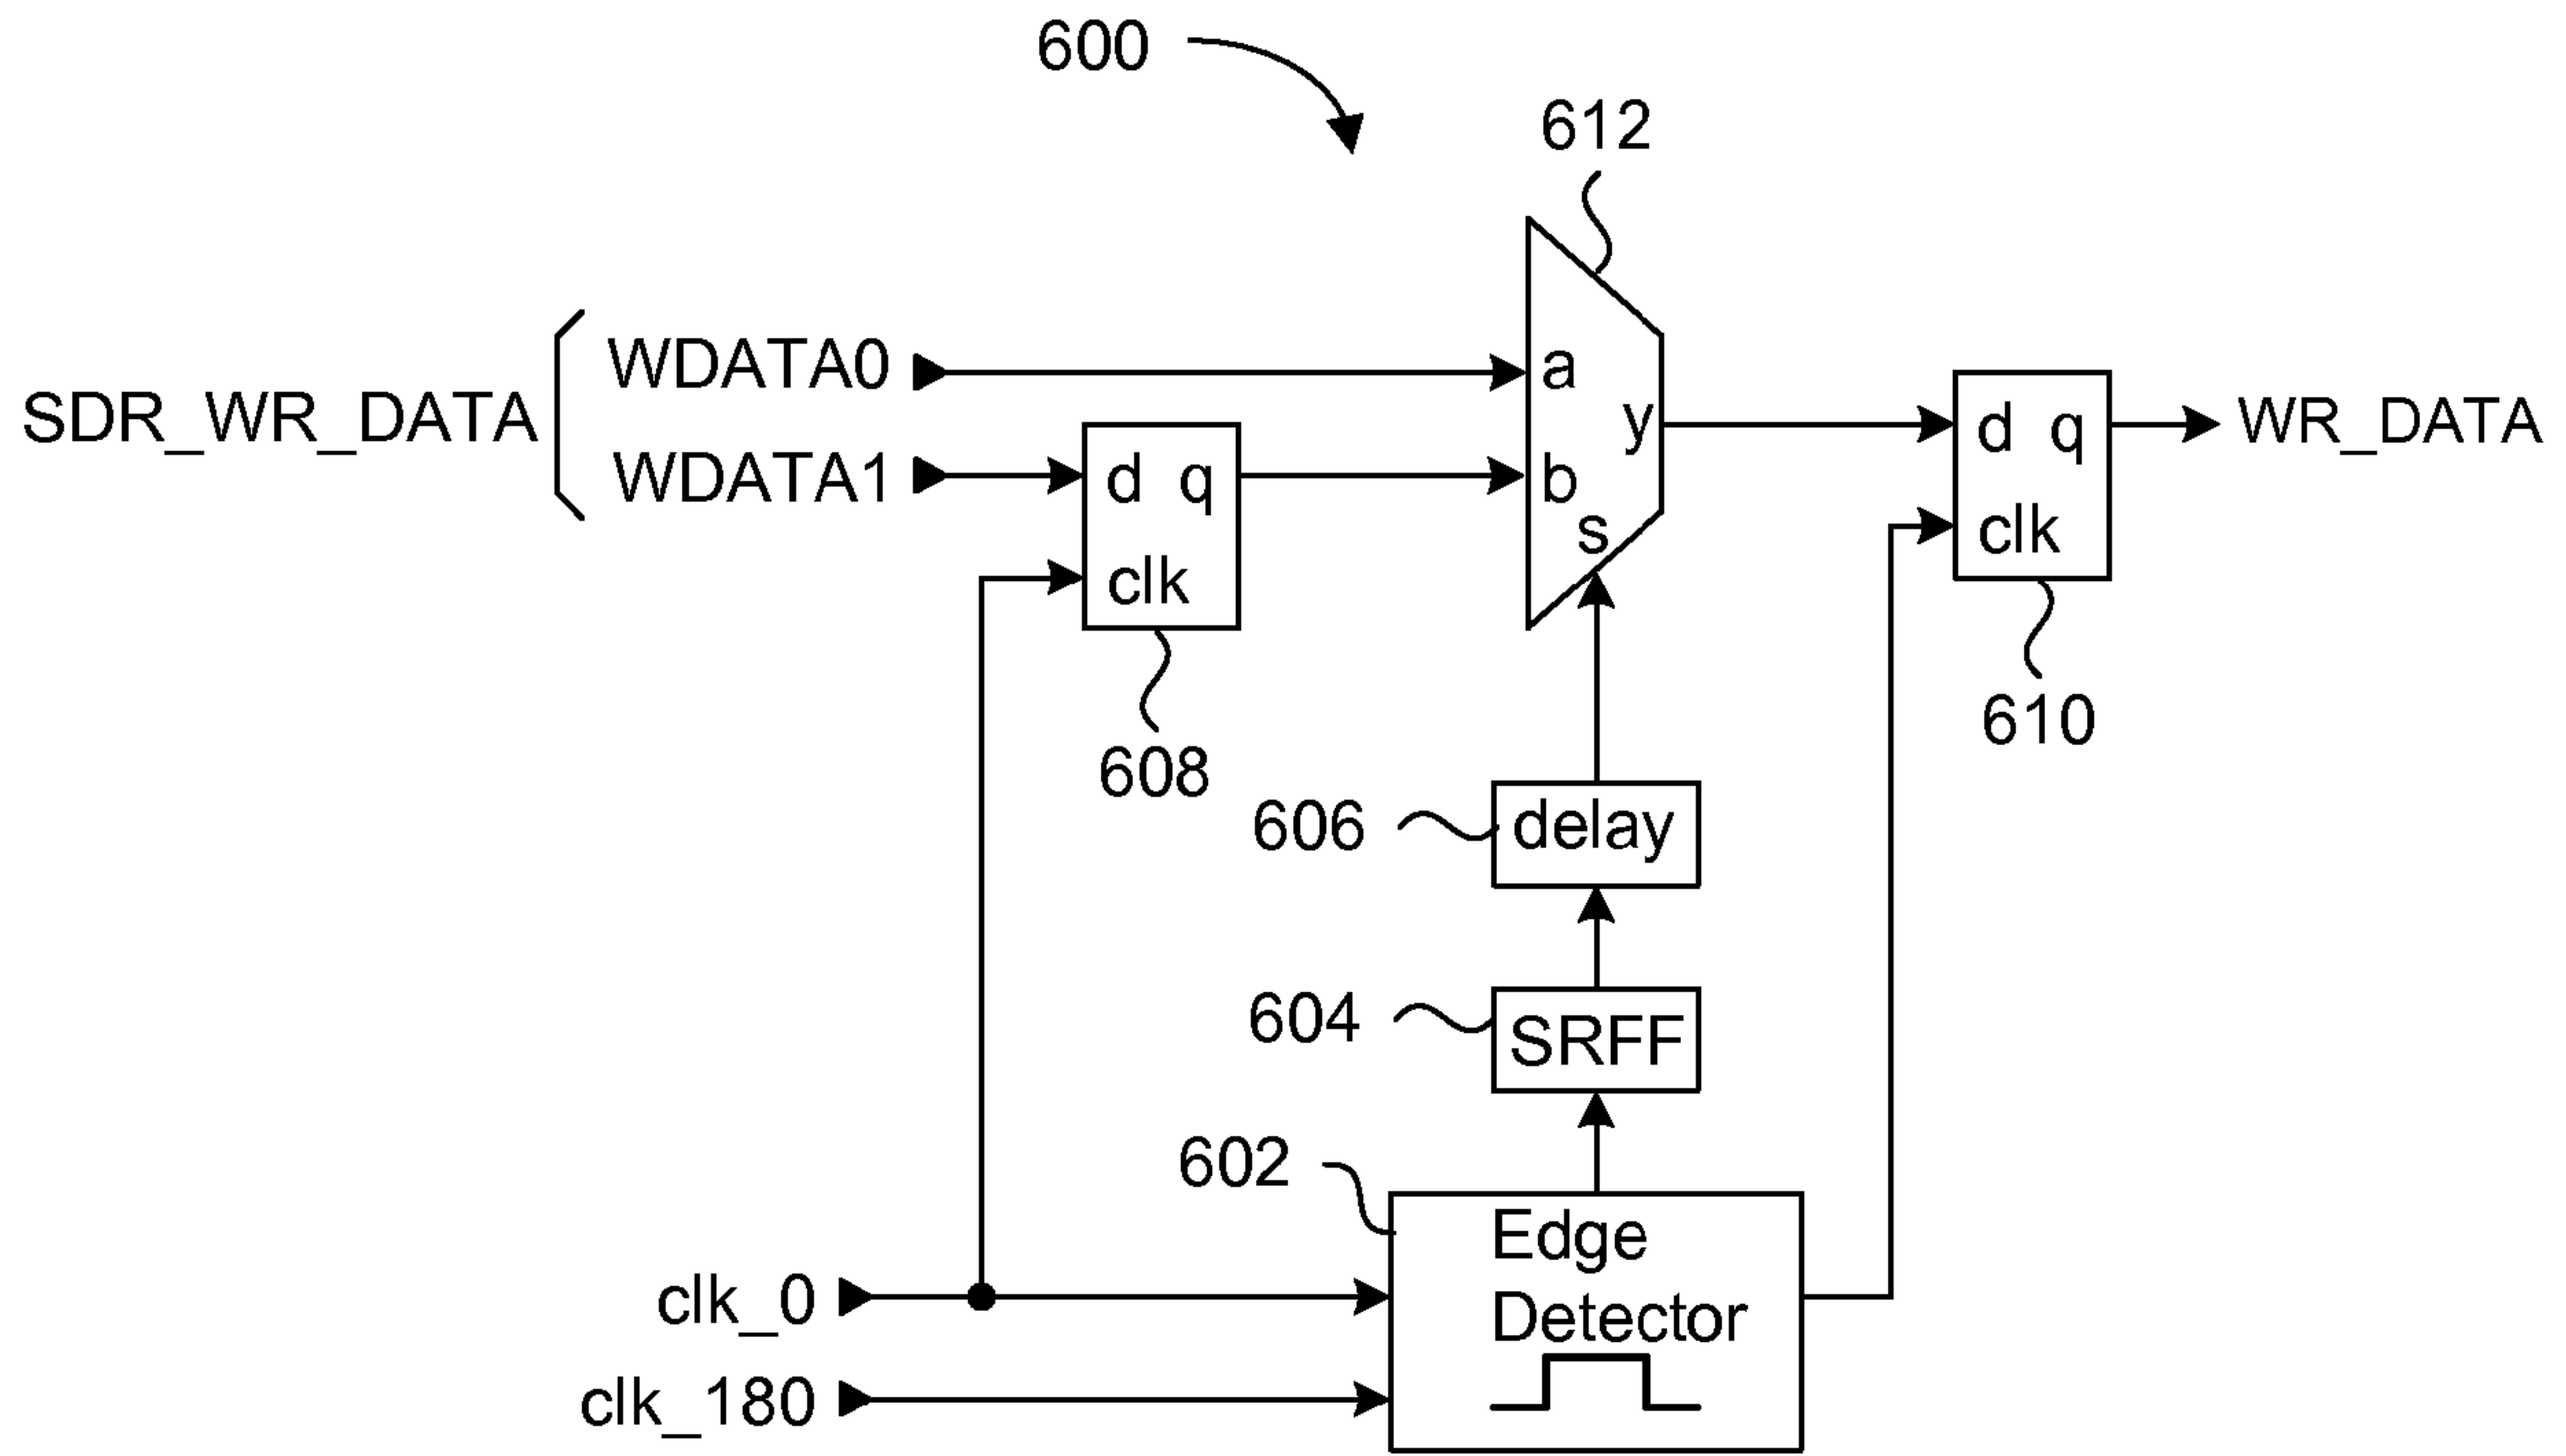 600
612
WDATA0
a
y
SDR_WR_DATA
WDATA1
d q
clk
b
s
d q
clk
WR_DATA
608
610
606
delay
604
SRFF
602
Edge
Detector
clk_0
clk_180